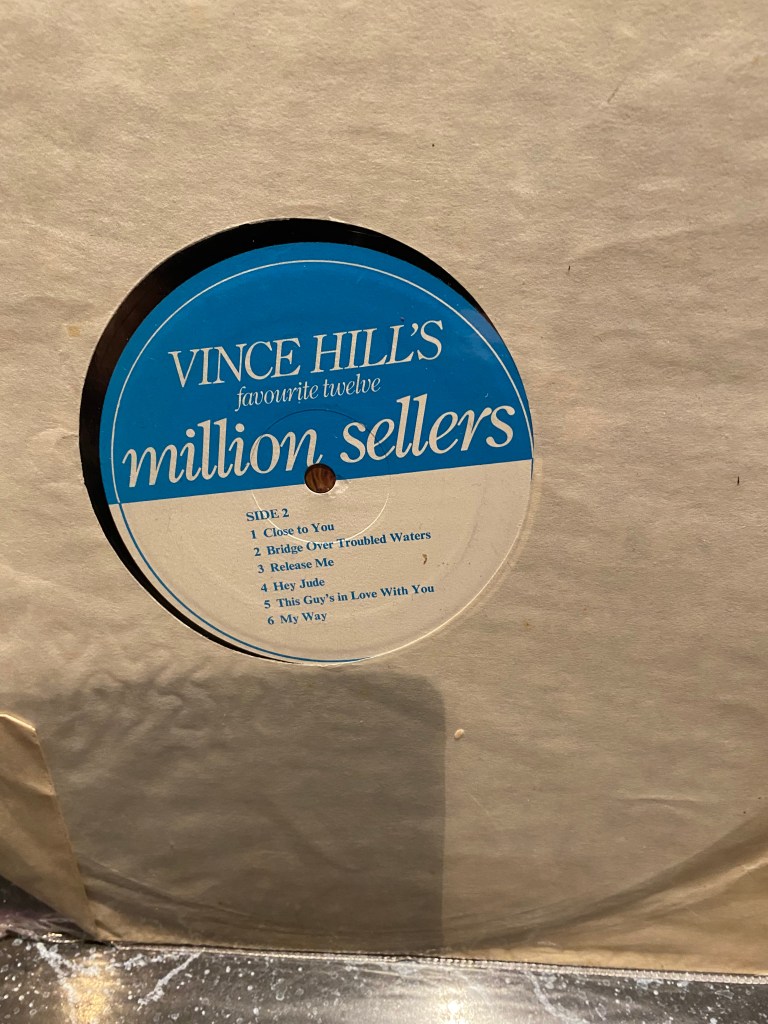 VINCE HILL'S
favourite twelve
million sellers
SIDE 2
1 Close to You
2 Bridge Over Troubled Waters
3 Release Me
4 Hey Jude
5 This Guy's in Love With You
6 My Way